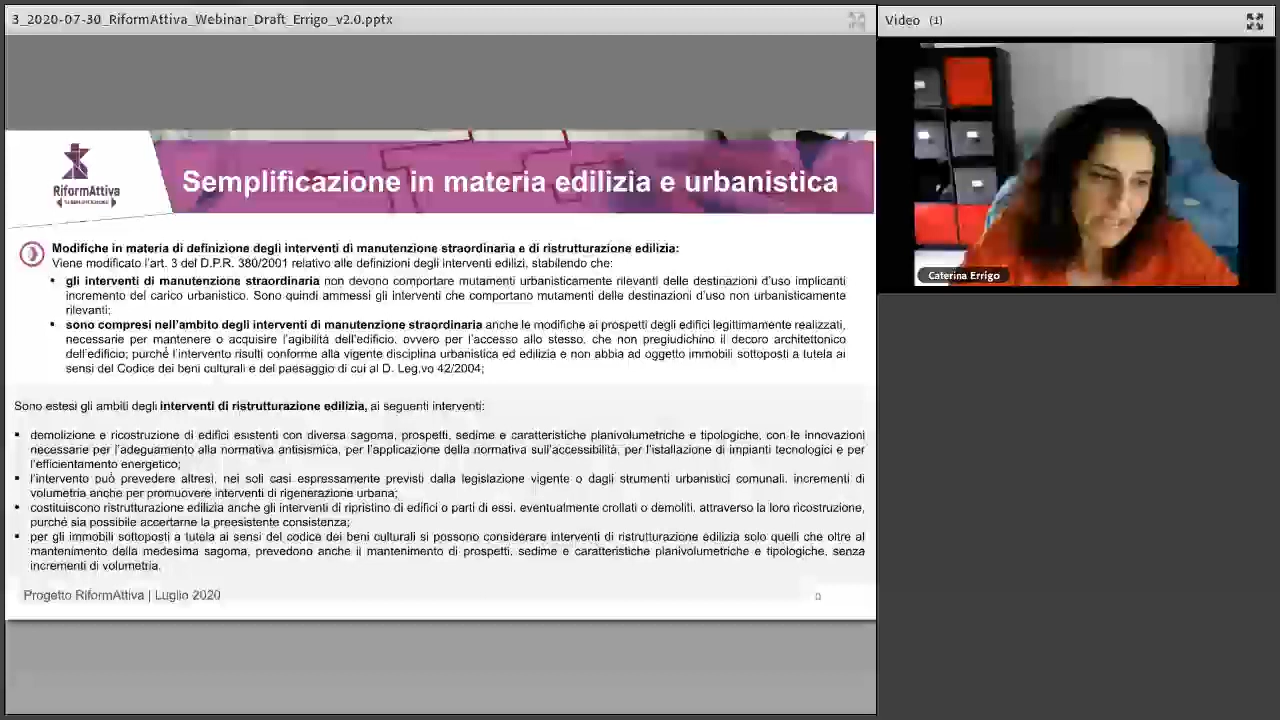 3_2020-07-30_RiformAttiva_Webinar_Draft_Errigo_v2.0.pptx
Video (1)
RiformAttiva
Semplificazione in materia edilizia e urbanistica
Caterina Errigo
Modifiche in materia di definizione degli interventi di manutenzione straordinaria e di ristrutturazione edilizia:
Viene modificato l'art. 3 del D.P.R. 380/2001 relativo alle definizioni degli interventi edilizi, stabilendo che:
▪ gli interventi di manutenzione straordinaria non devono comportare mutamenti urbanisticamente rilevanti delle destinazioni d'uso implicanti
incremento del carico urbanistico. Sono quindi ammessi gli interventi che comportano mutamenti delle destinazioni d'uso non urbanisticamente
rilevanti;
▪ sono compresi nell'ambito degli interventi di manutenzione straordinaria anche le modifiche ai prospetti degli edifici legittimamente realizzati,
necessarie per mantenere o acquisire l'agibilità dell'edificio, ovvero per l'accesso allo stesso, che non pregiudichino il decoro architettonico
dell'edificio; purché l'intervento risulti conforme alla vigente disciplina urbanistica ed edilizia e non abbia ad oggetto immobili sottoposti a tutela ai
sensi del Codice dei beni culturali e del paesaggio di cui al D. Leg.vo 42/2004;
Sono estesi gli ambiti degli interventi di ristrutturazione edilizia, ai seguenti interventi:
▪ demolizione e ricostruzione di edifici esistenti con diversa sagoma, prospetti, sedime e caratteristiche planivolumetriche e tipologiche, con le innovazioni
necessarie per l'adeguamento alla normativa antisismica, per l'applicazione della normativa sull'accessibilità, per l'istallazione di impianti tecnologici e per
l'efficientamento energetico;
▪ l'intervento può prevedere altresì, nei soli casi espressamente previsti dalla legislazione vigente o dagli strumenti urbanistici comunali, incrementi di
volumetria anche per promuovere interventi di rigenerazione urbana;
▪ costituiscono ristrutturazione edilizia anche gli interventi di ripristino di edifici o parti di essi, eventualmente crollati o demoliti, attraverso la loro ricostruzione,
purché sia possibile accertarne la preesistente consistenza;
▪ per gli immobili sottoposti a tutela ai sensi del codice dei beni culturali si possono considerare interventi di ristrutturazione edilizia solo quelli che oltre al
mantenimento della medesima sagoma, prevedono anche il mantenimento di prospetti, sedime e caratteristiche planivolumetriche e tipologiche, senza
incrementi di volumetria.
Progetto RiformAttiva | Luglio 2020